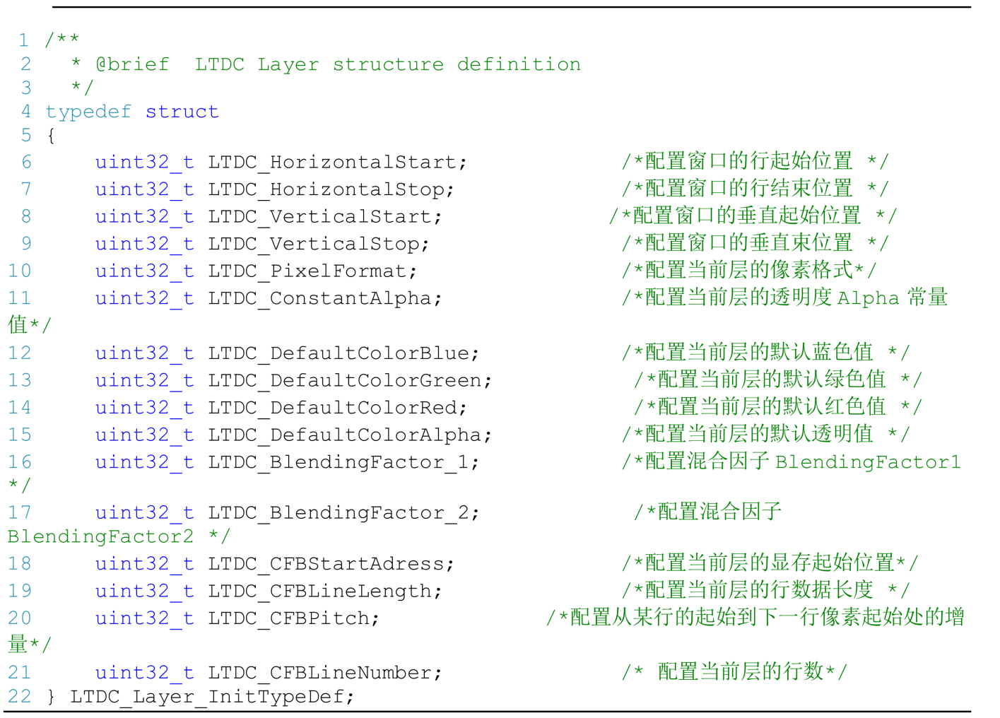 1 /**
2   * @brief  LTDC Layer structure definition
3   */
4 typedef struct
5 {
6     uint32_t LTDC_HorizontalStart;            /*配置窗口的行起始位置 */
7     uint32_t LTDC_HorizontalStop;             /*配置窗口的行结束位置 */
8     uint32_t LTDC_VerticalStart;             /*配置窗口的垂直起始位置 */
9     uint32_t LTDC_VerticalStop;               /*配置窗口的垂直束位置 */
10     uint32_t LTDC_PixelFormat;                /*配置当前层的像素格式*/
11     uint32_t LTDC_ConstantAlpha;              /*配置当前层的透明度 Alpha 常量
值*/
12     uint32_t LTDC_DefaultColorBlue;           /*配置当前层的默认蓝色值 */
13     uint32_t LTDC_DefaultColorGreen;           /*配置当前层的默认绿色值 */
14     uint32_t LTDC_DefaultColorRed;             /*配置当前层的默认红色值 */
15     uint32_t LTDC_DefaultColorAlpha;          /*配置当前层的默认透明值 */
16     uint32_t LTDC_BlendingFactor_1;           /*配置混合因子 BlendingFactor1
*/
17     uint32_t LTDC_BlendingFactor_2;            /*配置混合因子
BlendingFactor2 */
18     uint32_t LTDC_CFBStartAdress;             /*配置当前层的显存起始位置*/
19     uint32_t LTDC_CFBLineLength;              /*配置当前层的行数据长度 */
20     uint32_t LTDC_CFBPitch;             /*配置从某行的起始到下一行像素起始处的增
量*/
21     uint32_t LTDC_CFBLineNumber;              /* 配置当前层的行数*/
22 } LTDC_Layer_InitTypeDef;